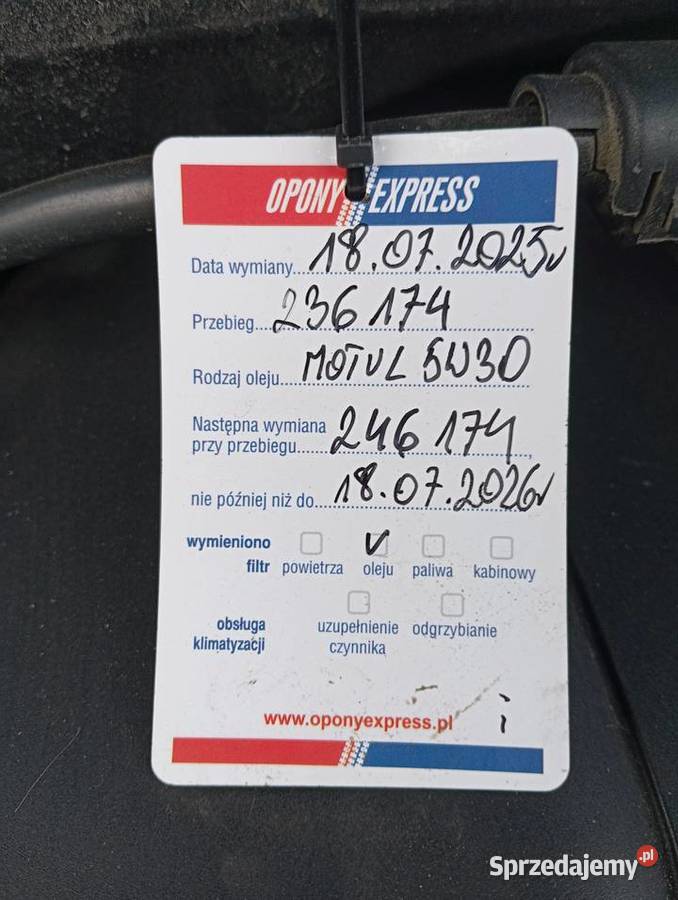 OPONY EXPRESS
Data wymiany 18.07.2025r
Przebieg 236 174
Rodzaj oleju MOTUL 5W30
Następna wymiana
przy przebiegu 246 174
nie później niż do 18.07.2026r
wymieniono
filtr powietrza oleju paliwa kabinowy
obsługa uzupełnienie odgrzybianie
klimatyzacji czynnika
www.oponyexpress.pl
Sprzedajemy.pl